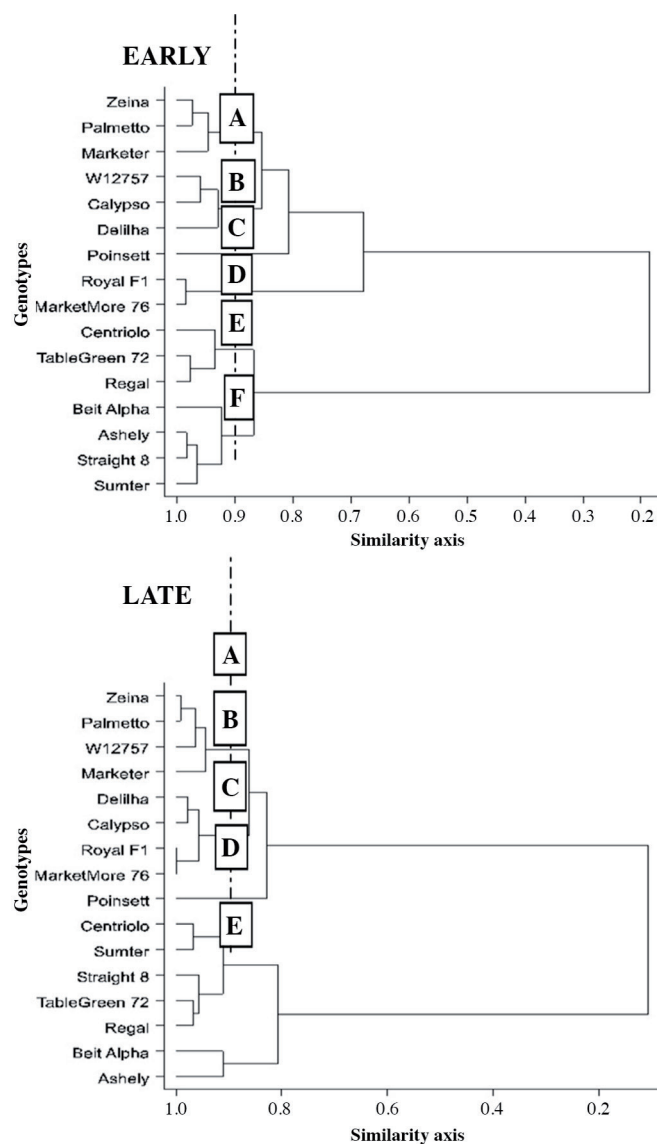 EARLY
Zeina
Palmetto
Marketer
W12757
Calypso
Delilha
Poinsett
Royal F1
MarketMore 76
Centriolo
TableGreen 72
Regal
Beit Alpha
Ashely
Straight 8
Sumter
Genotypes
A
B
C
D
E
F
1.0 0.9 0.8 0.7 0.6 0.5 0.4 0.3 0.2
Similarity axis
LATE
A
Zeina
Palmetto
W12757
Marketer
Delilha
Calypso
Royal F1
MarketMore 76
Poinsett
Centriolo
Sumter
Straight 8
TableGreen 72
Regal
Beit Alpha
Ashely
Genotypes
B
C
D
E
1.0 0.8 0.4 0.2
Similarity axis